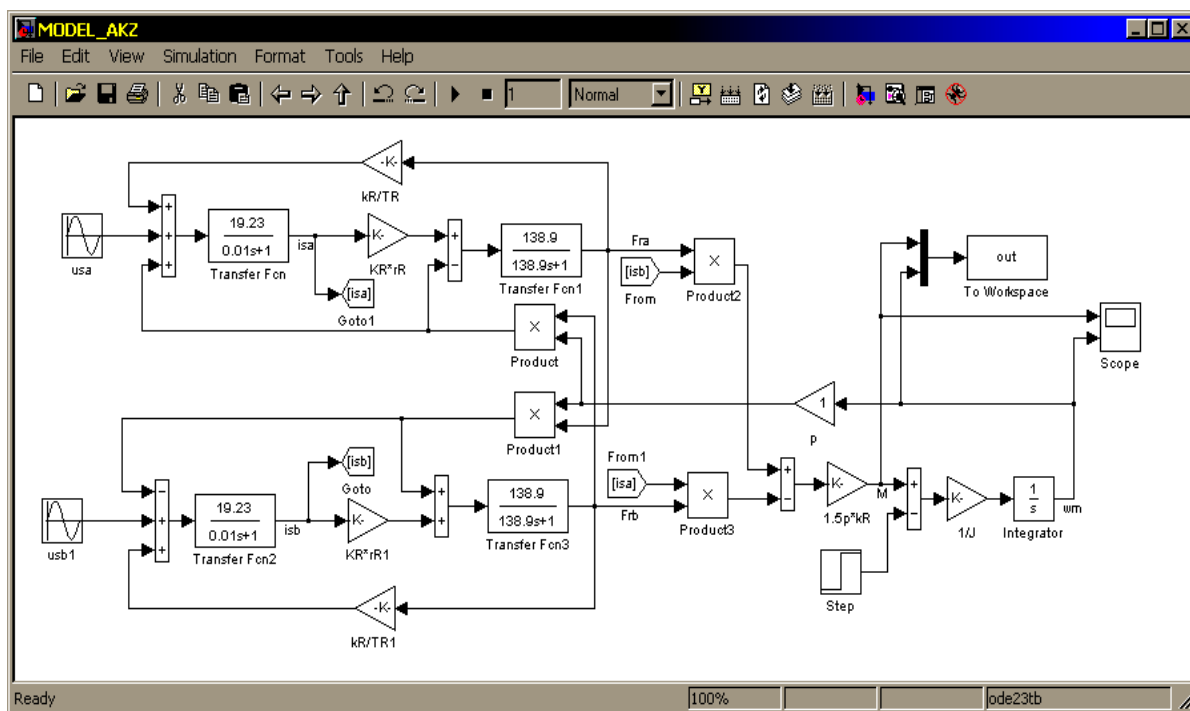 MODEL_AKZ
File Edit View Simulation Format Tools Help
1 Normal
-K-
kR/TR
usa
+
+
+
19.23
0.01s+1
Transfer Fcn
isa
K-
KR*rR
[isa]
Goto1
+
−
138.9
138.9s+1
Transfer Fcn1
Fra
[isb]
From
×
Product2
out
To Workspace
Scope
×
Product
×
Product1
1
p
usb1
−
+
+
19.23
0.01s+1
Transfer Fcn2
isb
[isb]
Goto
K-
KR*rR1
+
+
138.9
138.9s+1
Transfer Fcn3
From1
[isa]
Frb
×
Product3
+
−
K-
1.5p*kR
M
+
−
K-
1/J
1
s
Integrator
wm
Step
-K-
kR/TR1
Ready 100% ode23tb